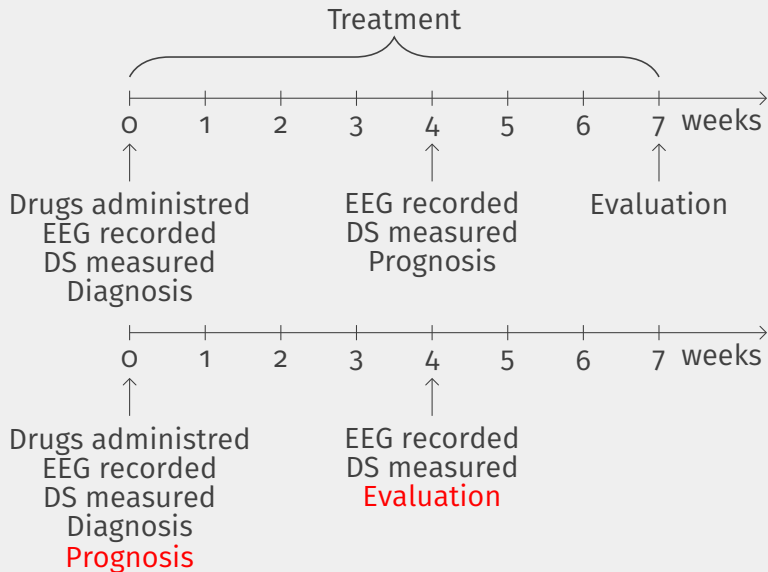 Treatment
0 1 2 3 4 5 6 7 weeks
Drugs administred
EEG recorded
DS measured
Diagnosis
EEG recorded
DS measured
Prognosis
Evaluation
0 1 2 3 4 5 6 7 weeks
Drugs administred
EEG recorded
DS measured
Diagnosis
Prognosis
EEG recorded
DS measured
Evaluation